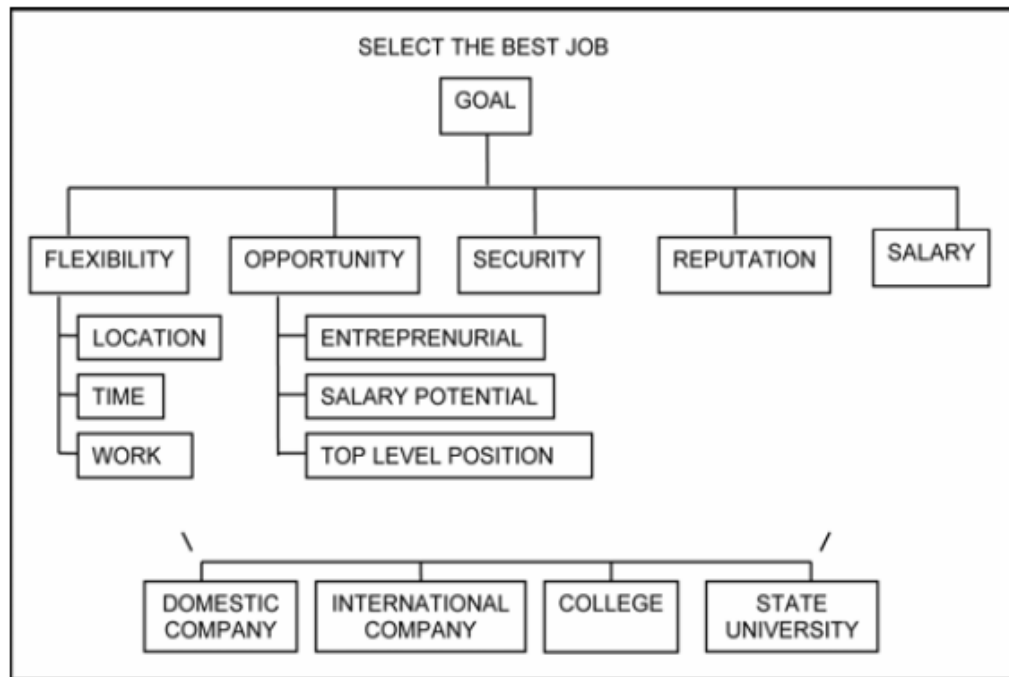 SELECT THE BEST JOB
GOAL
FLEXIBILITY
OPPORTUNITY
SECURITY
REPUTATION
SALARY
LOCATION
TIME
WORK
ENTREPRENURIAL
SALARY POTENTIAL
TOP LEVEL POSITION
DOMESTIC
COMPANY
INTERNATIONAL
COMPANY
COLLEGE
STATE
UNIVERSITY